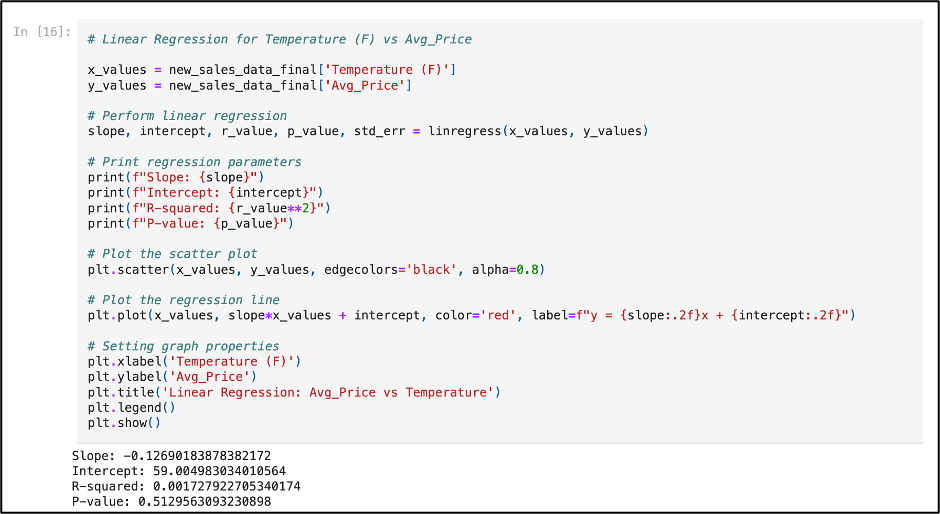 In [16]:
# Linear Regression for Temperature (F) vs Avg_Price
x_values = new_sales_data_final['Temperature (F)']
y_values = new_sales_data_final['Avg_Price']
# Perform linear regression
slope, intercept, r_value, p_value, std_err = linregress(x_values, y_values)
# Print regression parameters
print(f"Slope: {slope}")
print(f"Intercept: {intercept}")
print(f"R-squared: {r_value**2}")
print(f"P-value: {p_value}")
# Plot the scatter plot
plt.scatter(x_values, y_values, edgecolors='black', alpha=0.8)
# Plot the regression line
plt.plot(x_values, slope*x_values + intercept, color='red', label=f"y = {slope:.2f}x + {intercept:.2f}")
# Setting graph properties
plt.xlabel('Temperature (F)')
plt.ylabel('Avg_Price')
plt.title('Linear Regression: Avg_Price vs Temperature')
plt.legend()
plt.show()
Slope: -0.12690183878382172
Intercept: 59.004983034010564
R-squared: 0.001727922705340174
P-value: 0.5129563093230898